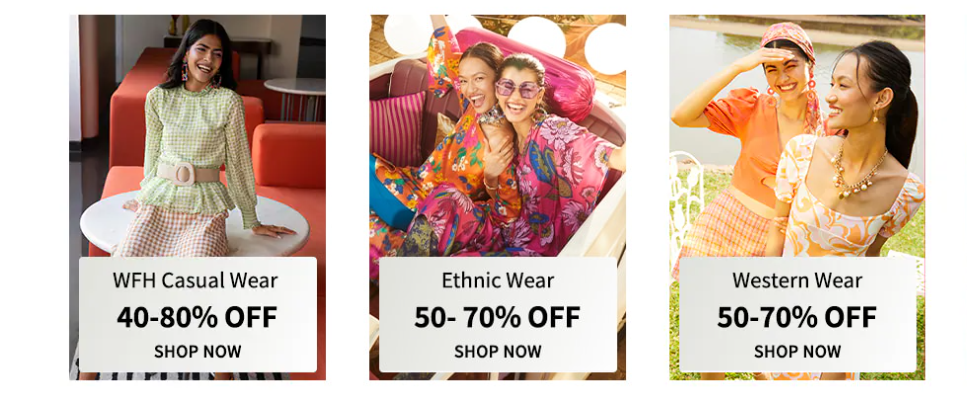 WFH Casual Wear
40-80% OFF
SHOP NOW
Ethnic Wear
50- 70% OFF
SHOP NOW
Western Wear
50-70% OFF
SHOP NOW